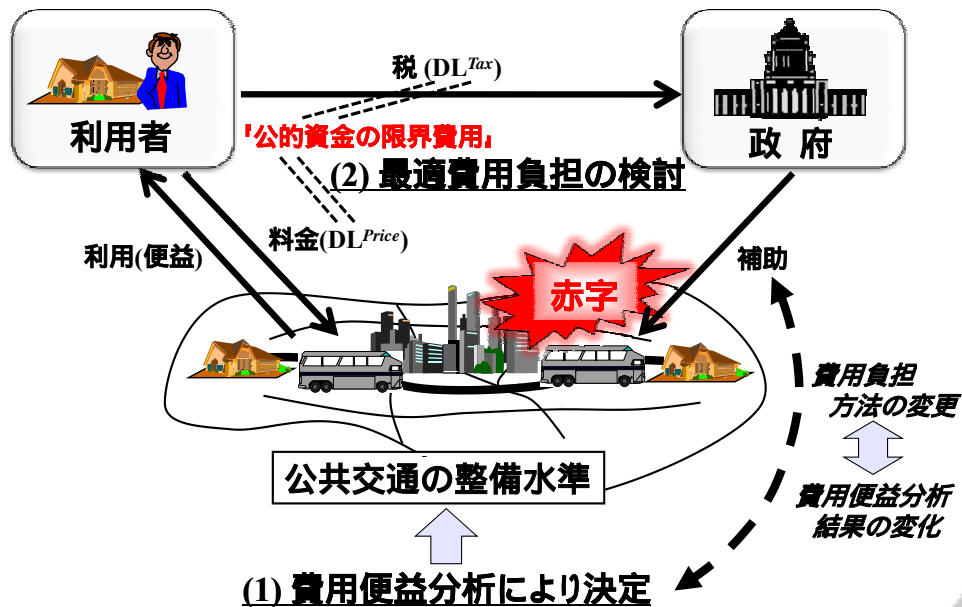 税 (DL^Tax)
利用者
政 府
『公的資金の限界費用』
(2) 最適費用負担の検討
料金(DL^Price)
利用(便益)
補助
赤字
費用負担
方法の変更
公共交通の整備水準
費用便益分析
結果の変化
(1) 費用便益分析により決定